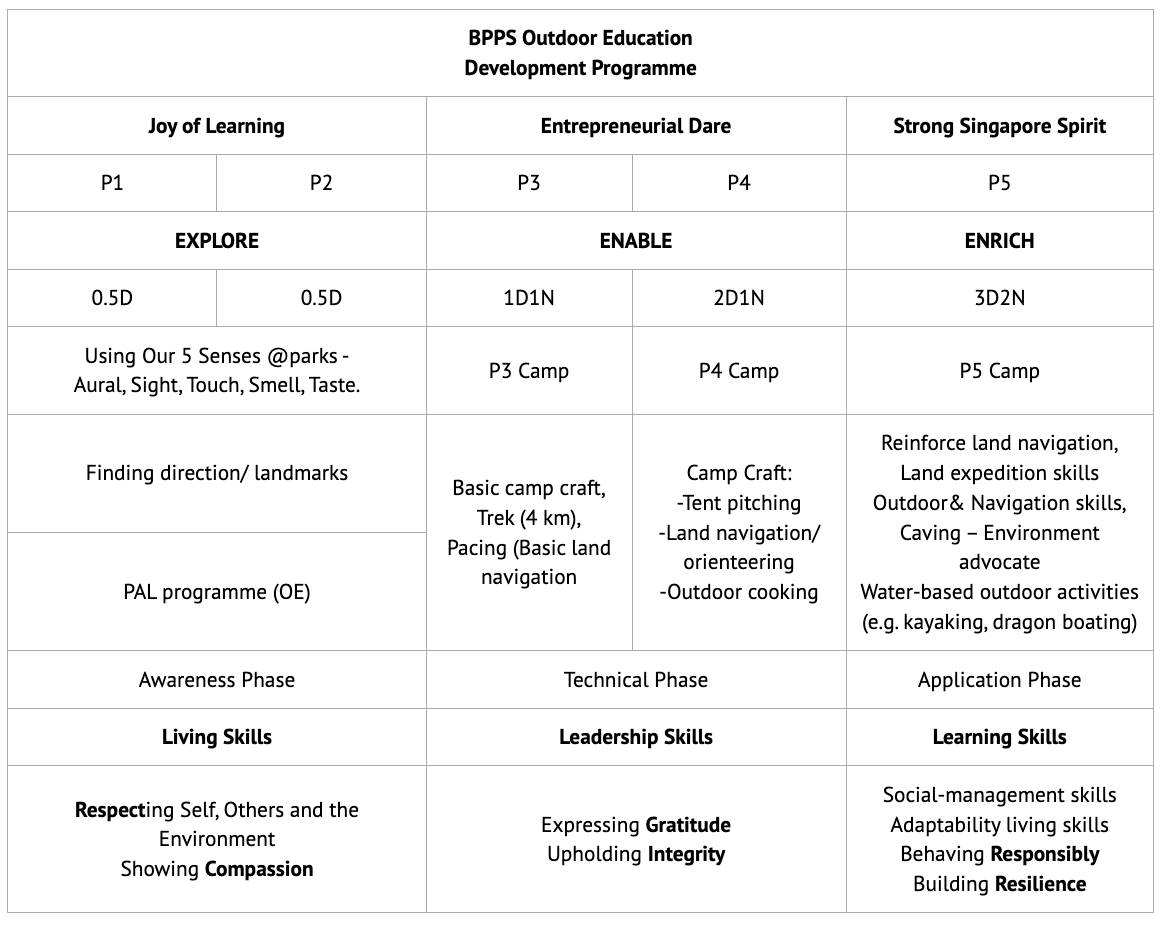 BPPS Outdoor Education
Development Programme
Joy of Learning
Entrepreneurial Dare
Strong Singapore Spirit
P1
P2
P3
P4
P5
EXPLORE
ENABLE
ENRICH
0.5D
0.5D
1D1N
2D1N
3D2N
Using Our 5 Senses @parks -
Aural, Sight, Touch, Smell, Taste.
P3 Camp
P4 Camp
P5 Camp
Finding direction/ landmarks
PAL programme (OE)
Basic camp craft,
Trek (4 km),
Pacing (Basic land
navigation
Camp Craft:
-Tent pitching
-Land navigation/
orienteering
-Outdoor cooking
Reinforce land navigation,
Land expedition skills
Outdoor& Navigation skills,
Caving – Environment
advocate
Water-based outdoor activities
(e.g. kayaking, dragon boating)
Awareness Phase
Technical Phase
Application Phase
Living Skills
Leadership Skills
Learning Skills
Respecting Self, Others and the
Environment
Showing Compassion
Expressing Gratitude
Upholding Integrity
Social-management skills
Adaptability living skills
Behaving Responsibly
Building Resilience